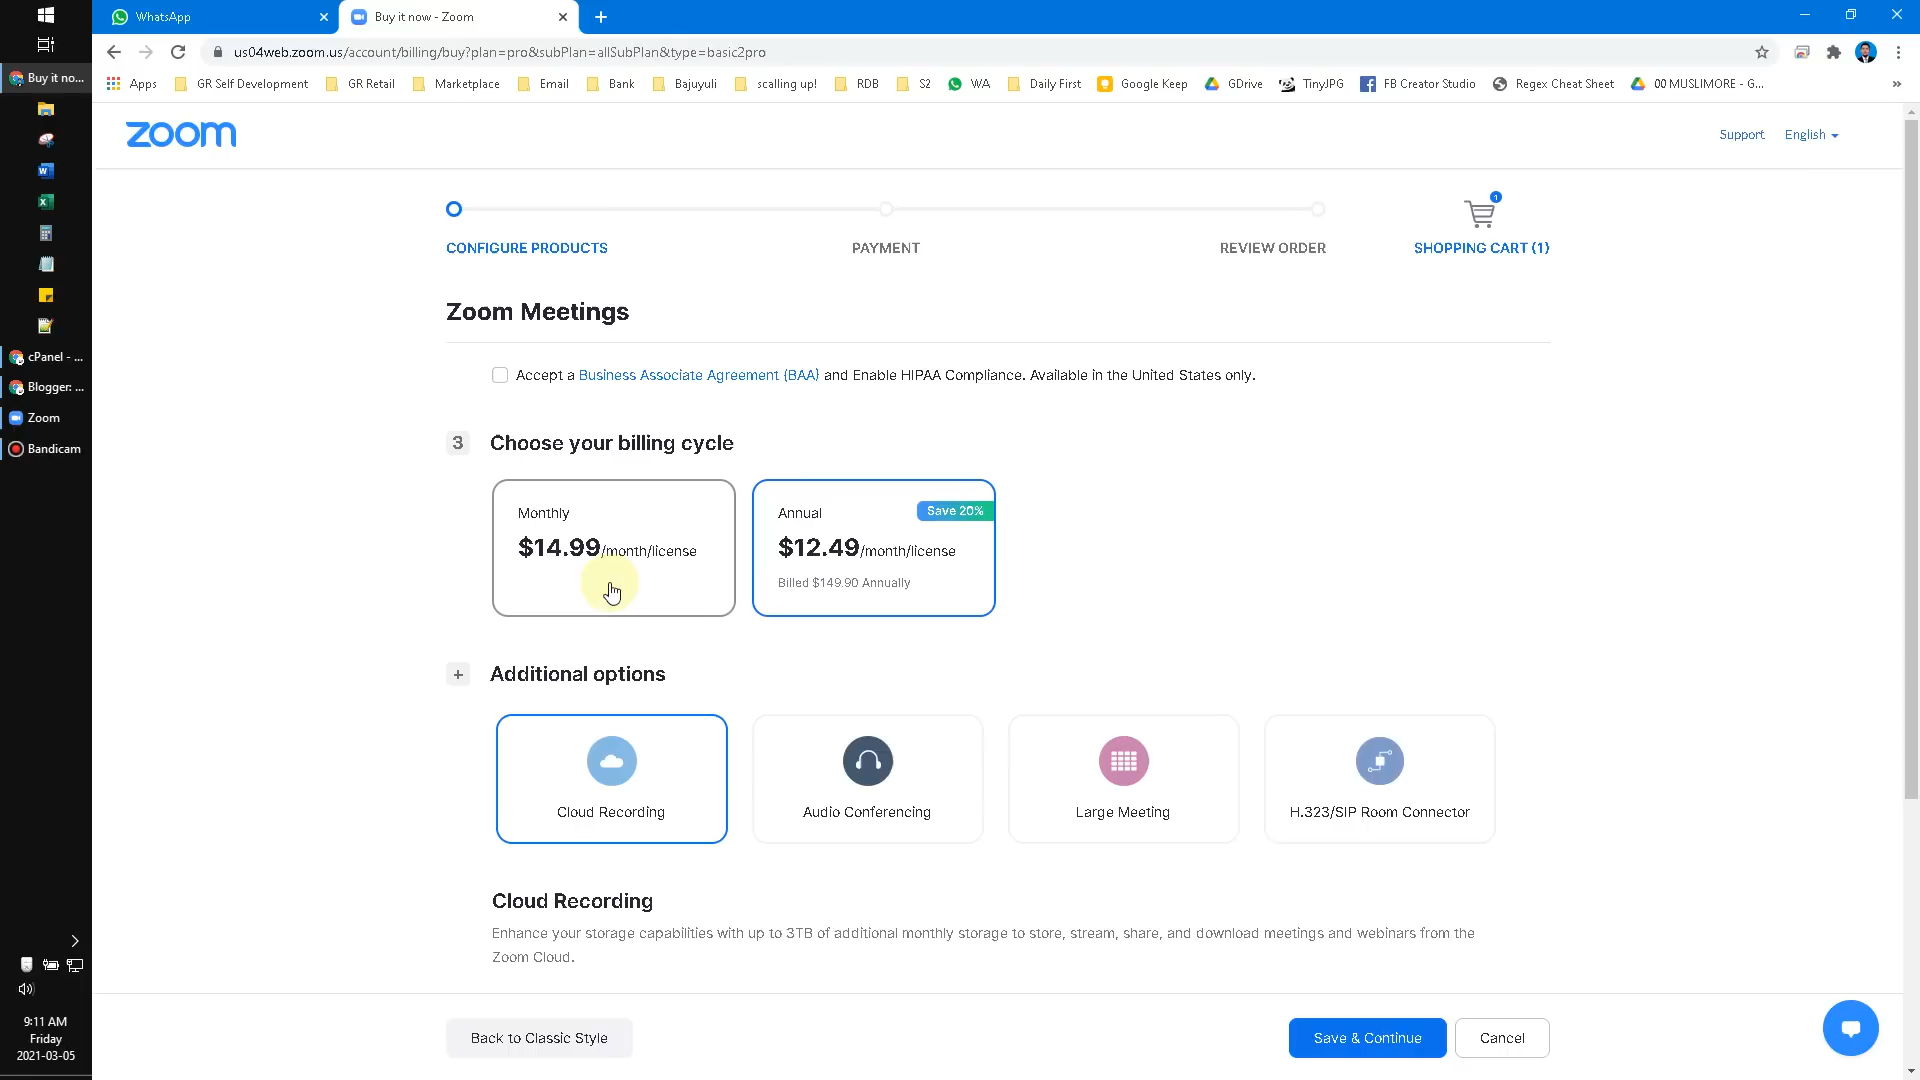 WhatsApp
Buy it now - Zoom
us04web.zoom.us/account/billing/buy?plan=pro&subPlan=allSubPlan&type=basic2pro
Apps GR Self Development GR Retail Marketplace Email Bank Bajuyuli scalling up! RDB S2 WA Daily First Google Keep GDrive TinyJPG FB Creator Studio Regex Cheat Sheet 00 MUSLIMORE - G... »
Buy it no...
cPanel - ...
Blogger: ...
Zoom
Bandicam
9:11 AM
Friday
2021-03-05
zoom
Support English
1
CONFIGURE PRODUCTS PAYMENT REVIEW ORDER SHOPPING CART (1)
Zoom Meetings
Accept a Business Associate Agreement (BAA) and Enable HIPAA Compliance. Available in the United States only.
3 Choose your billing cycle
Monthly
$14.99/month/license
Annual Save 20%
$12.49/month/license
Billed $149.90 Annually
+ Additional options
Cloud Recording
Audio Conferencing
Large Meeting
H.323/SIP Room Connector
Cloud Recording
Enhance your storage capabilities with up to 3TB of additional monthly storage to store, stream, share, and download meetings and webinars from the
Zoom Cloud.
Back to Classic Style
Save & Continue
Cancel